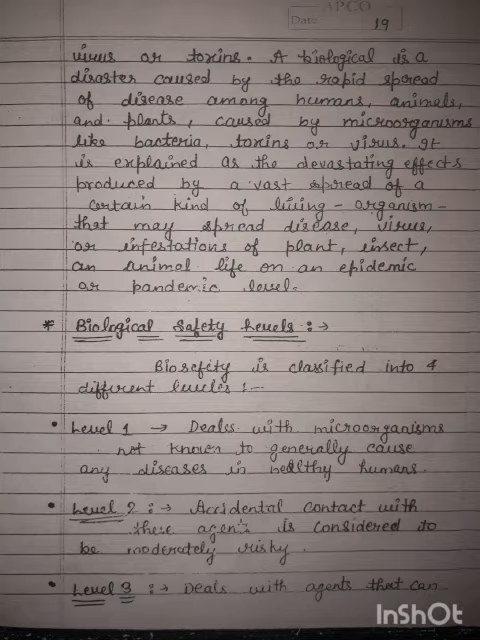 APCO
Date
19
virus or toxins. A biological is a
disaster caused by the rapid spread
of disease among humans, animals,
and plants, caused by microorganisms
like bacteria, toxins or virus. It
is explained as the devastating effects
produced by a vast spread of a
certain kind of living - organism -
that may spread disease, virus,
or infestations of plant, insect,
an animal life on an epidemic
or pandemic level.
* Biological Safety Levels : →
Biosefity is classified into 4
different leveles : -
• Level 1 → Deals with microorganisms
not known to generally cause
any diseases in healthy humans.
• Level 2 : → Accidental contact with
these agents is considered to
be moderately risky.
• Level 3 : → Deals with agents that can
InShOt